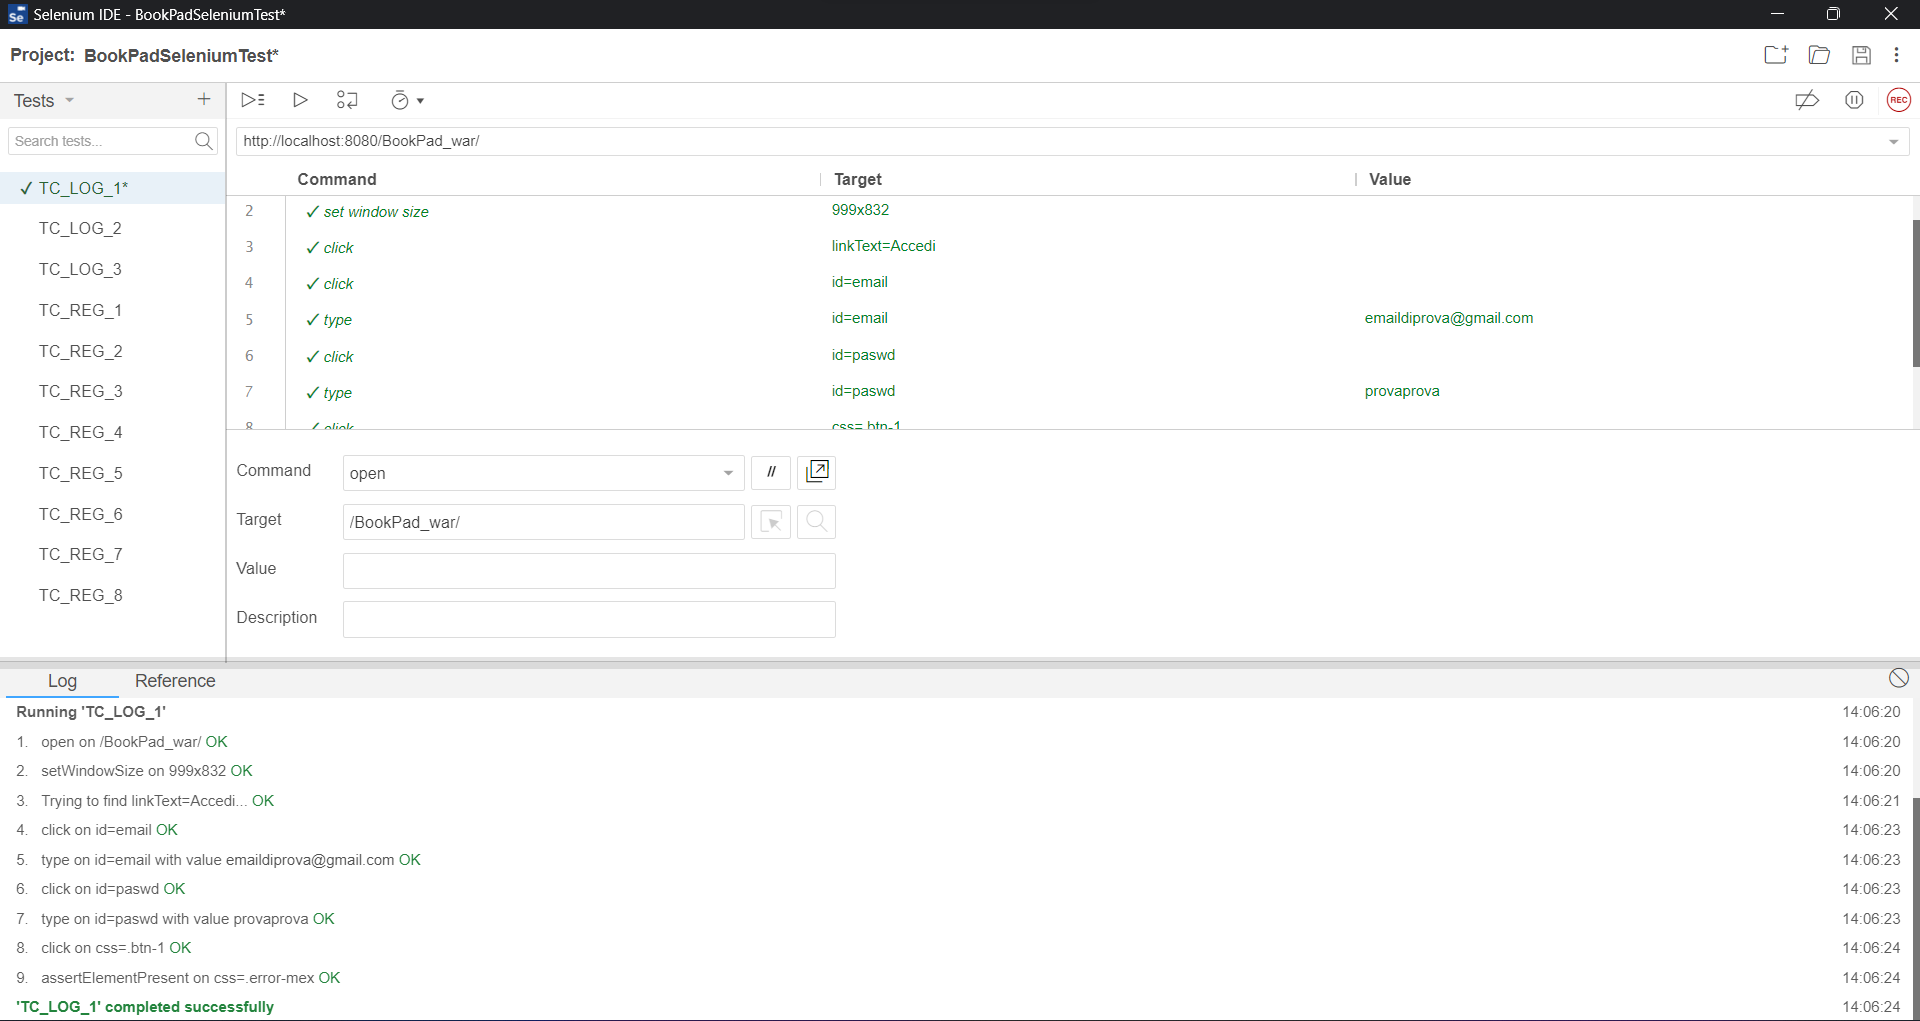 Selenium IDE - BookPadSeleniumTest*
Project: BookPadSeleniumTest*
Tests
REC
Search tests...
http://localhost:8080/BookPad_war/
Command Target Value
✓ TC_LOG_1*
TC_LOG_2
TC_LOG_3
TC_REG_1
TC_REG_2
TC_REG_3
TC_REG_4
TC_REG_5
TC_REG_6
TC_REG_7
TC_REG_8
2 ✓ set window size 999x832
3 ✓ click linkText=Accedi
4 ✓ click id=email
5 ✓ type id=email emaildiprova@gmail.com
6 ✓ click id=paswd
7 ✓ type id=paswd provaprova
8 ✓ click css=.btn-1
Command open //
Target /BookPad_war/
Value
Description
Log Reference
Running 'TC_LOG_1' 14:06:20
1. open on /BookPad_war/ OK 14:06:20
2. setWindowSize on 999x832 OK 14:06:20
3. Trying to find linkText=Accedi... OK 14:06:21
4. click on id=email OK 14:06:23
5. type on id=email with value emaildiprova@gmail.com OK 14:06:23
6. click on id=paswd OK 14:06:23
7. type on id=paswd with value provaprova OK 14:06:23
8. click on css=.btn-1 OK 14:06:24
9. assertElementPresent on css=.error-mex OK 14:06:24
'TC_LOG_1' completed successfully 14:06:24